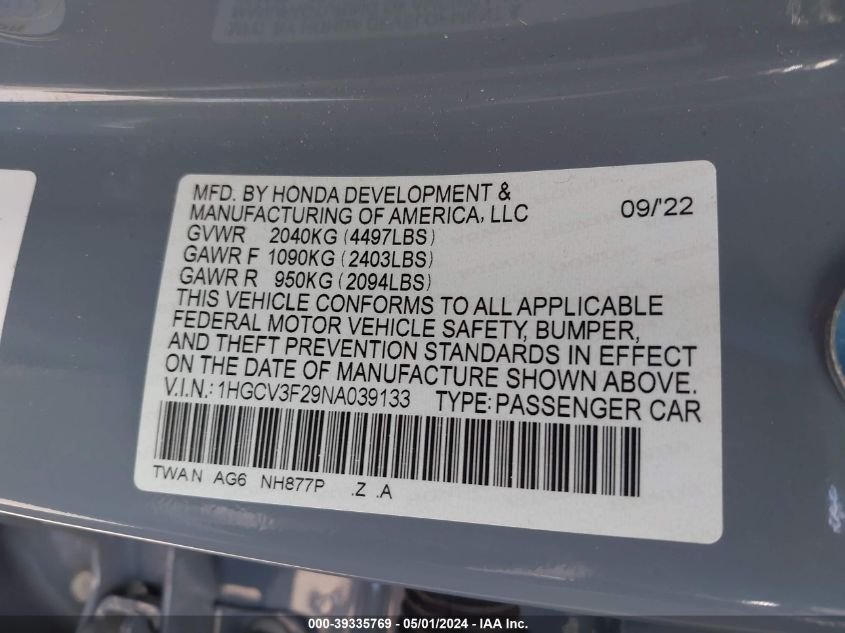 MFD. BY HONDA DEVELOPMENT &
MANUFACTURING OF AMERICA, LLC 09/'22
GVWR 2040KG (4497LBS)
GAWR F 1090KG (2403LBS)
GAWR R 950KG (2094LBS)
THIS VEHICLE CONFORMS TO ALL APPLICABLE
FEDERAL MOTOR VEHICLE SAFETY, BUMPER,
AND THEFT PREVENTION STANDARDS IN EFFECT
ON THE DATE OF MANUFACTURE SHOWN ABOVE.
V.I.N.: 1HGCV3F29NA039133 TYPE: PASSENGER CAR
TWAN AG6 NH877P .Z .A
000-39335769 - 05/01/2024 - IAA Inc.